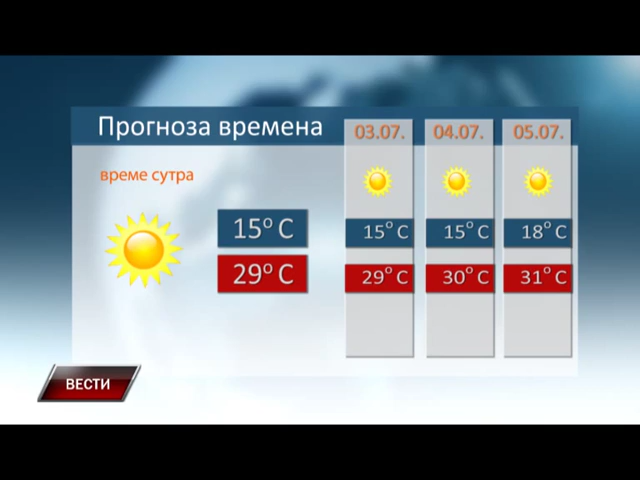 Прогноза времена
време сутра
15° C
29° C
03.07.
04.07.
05.07.
15° C
15° C
18° C
29° C
30° C
31° C
ВЕСТИ